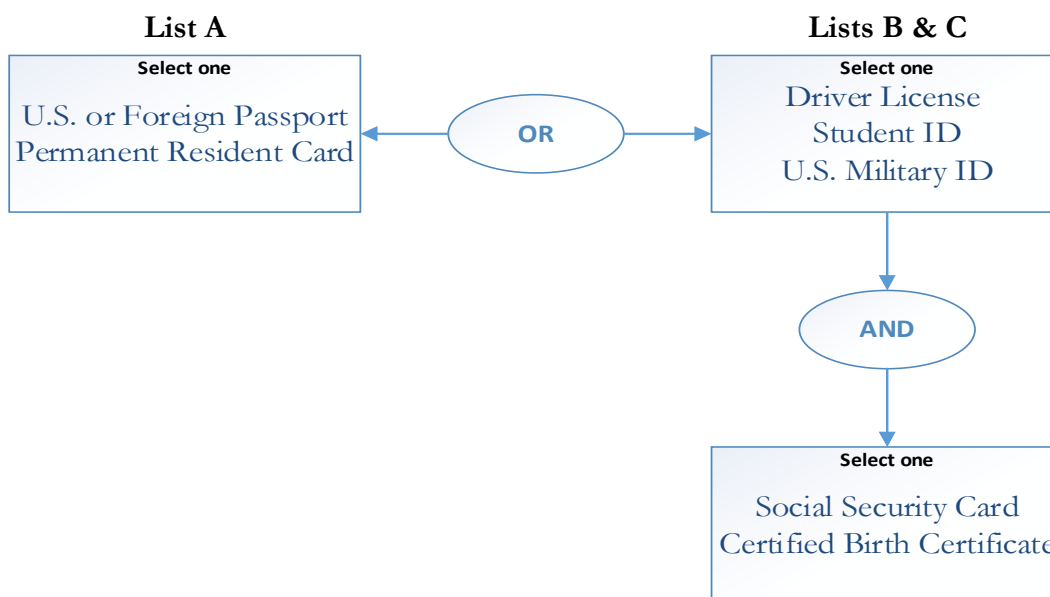 List A
Lists B & C
Select one
U.S. or Foreign Passport
Permanent Resident Card
OR
Select one
Driver License
Student ID
U.S. Military ID
AND
Select one
Social Security Card
Certified Birth Certificate